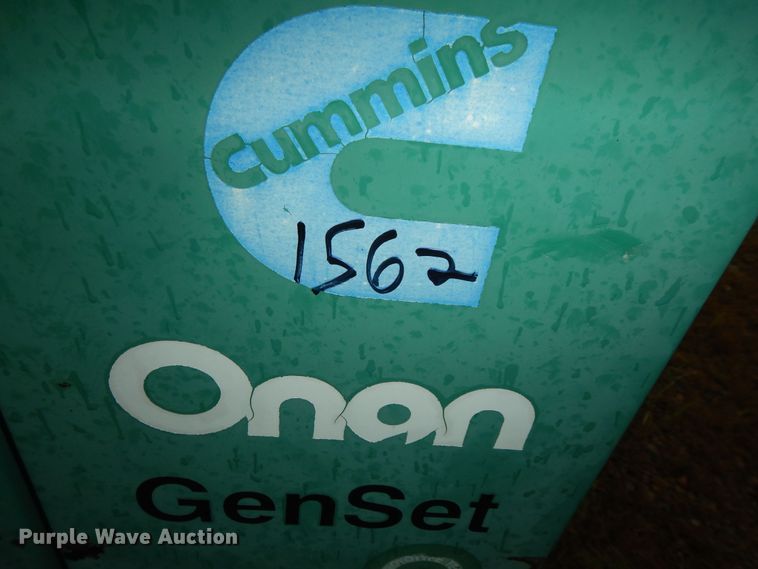 Cummins
1562
Onan
GenSet
Purple Wave Auction